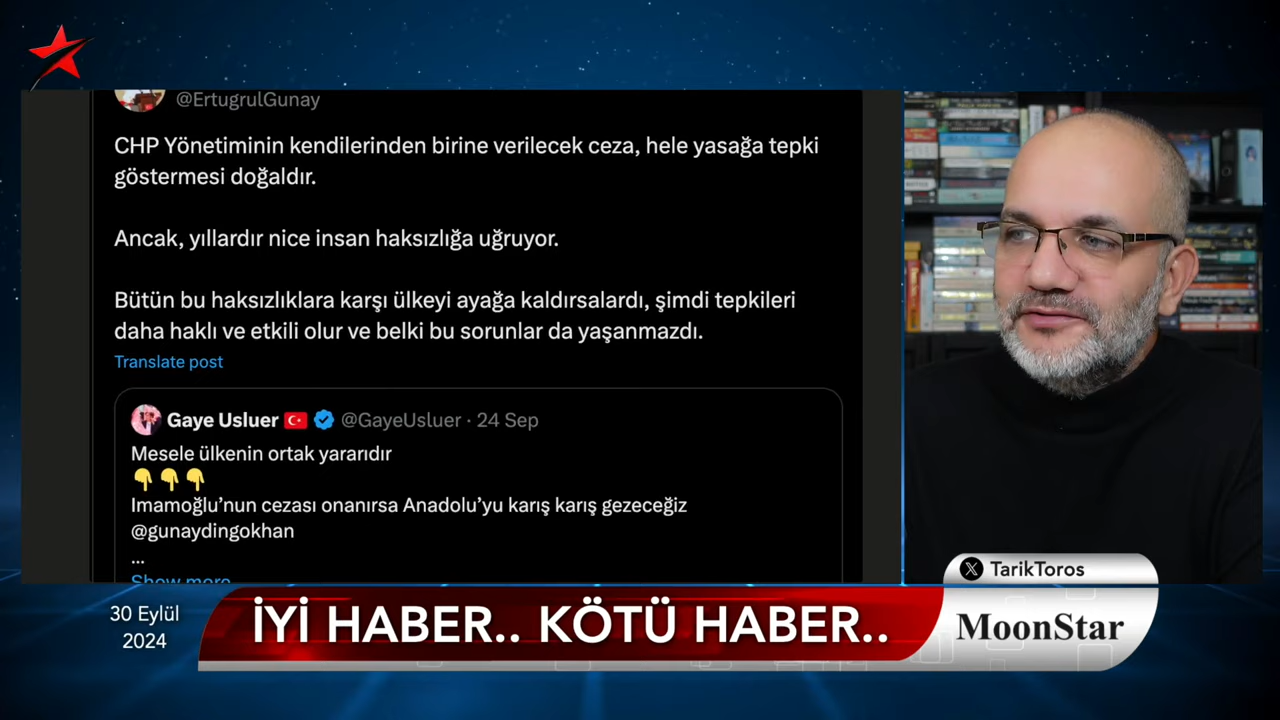 @ErtugrulGunay
CHP Yönetiminin kendilerinden birine verilecek ceza, hele yasağa tepki
göstermesi doğaldır.
Ancak, yıllardır nice insan haksızlığa uğruyor.
Bütün bu haksızlıklara karşı ülkeyi ayağa kaldırsalardı, şimdi tepkileri
daha haklı ve etkili olur ve belki bu sorunlar da yaşanmazdı.
Translate post
Gaye Usluer @GayeUsluer · 24 Sep
Mesele ülkenin ortak yararıdır
👇👇👇
Imamoğlu’nun cezası onanırsa Anadolu’yu karış karış gezeceğiz
@gunaydingokhan
...
Show more
X TarikToros
30 Eylül
2024
İYİ HABER.. KÖTÜ HABER..
MoonStar